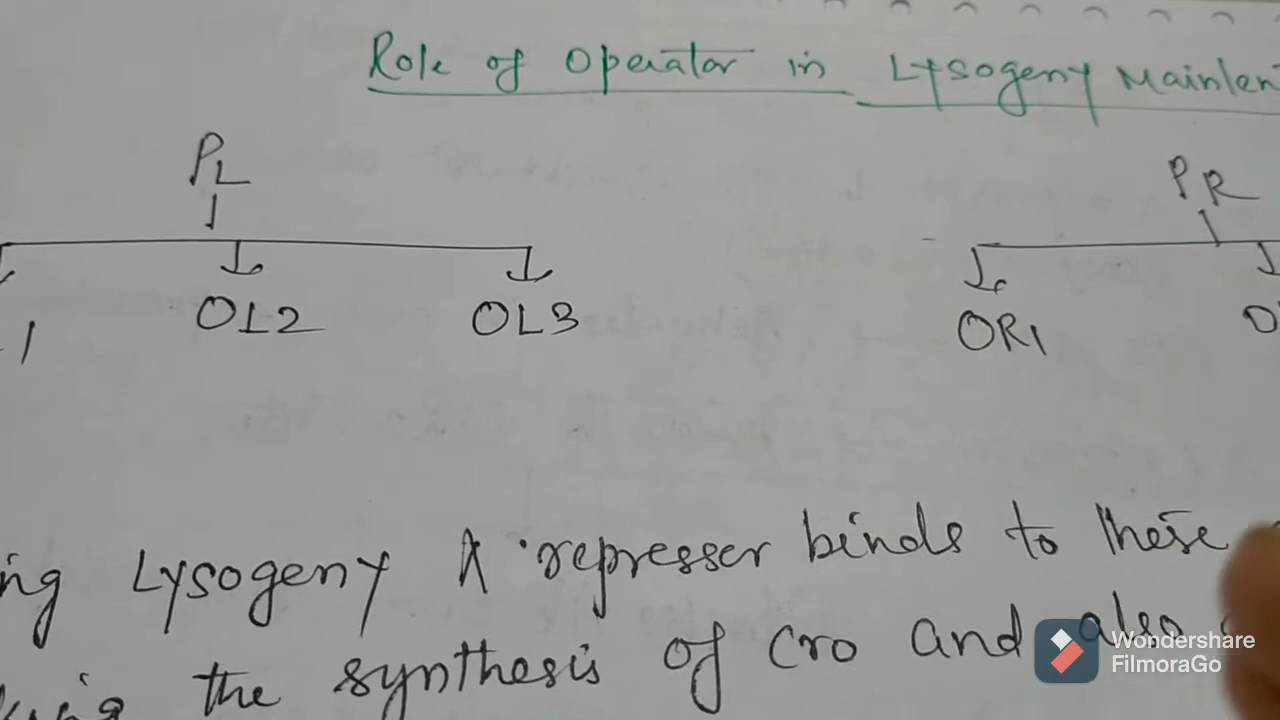 Role of Operator in Lysogeny Mainten
PL PR
1 OL2 OL3 OR1 O
ng Lysogeny λ represser binds to these
the synthesis of cro and also
Wondershare
FilmoraGo